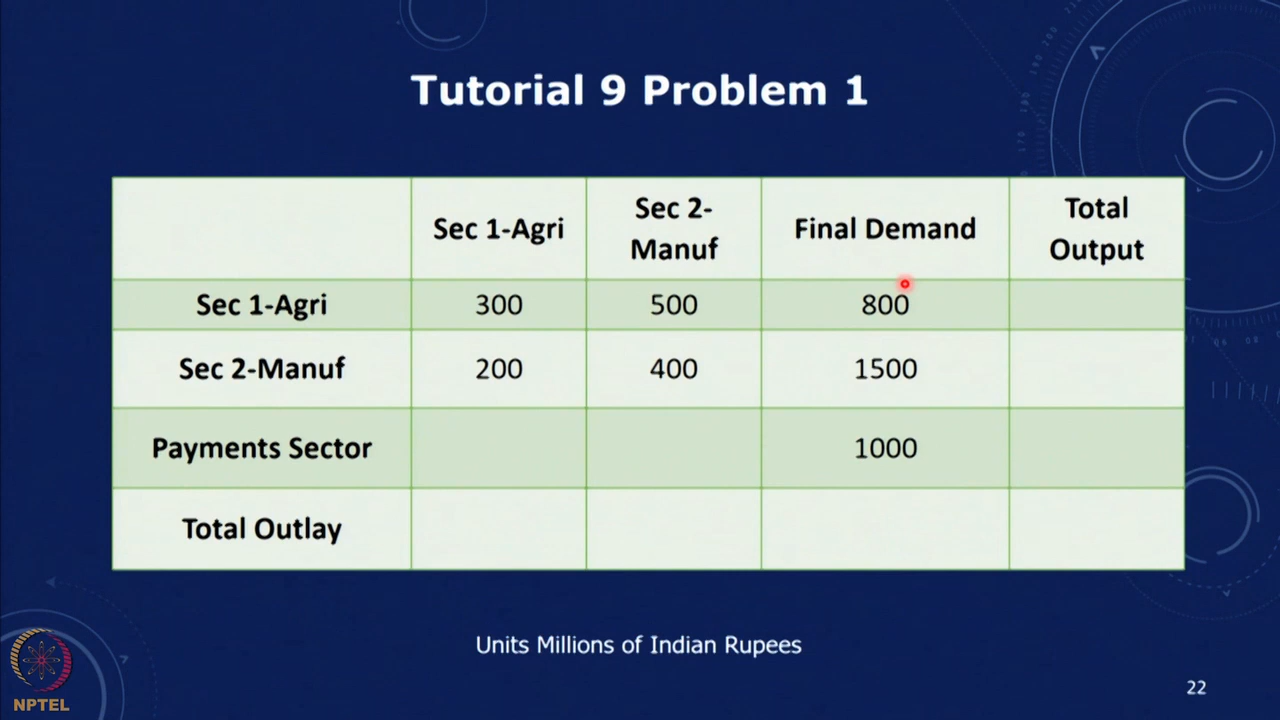 Tutorial 9 Problem 1
Sec 1-Agri
Sec 2-
Manuf
Final Demand
Total
Output
Sec 1-Agri 300 500 800
Sec 2-Manuf 200 400 1500
Payments Sector 1000
Total Outlay
Units Millions of Indian Rupees
22
NPTEL